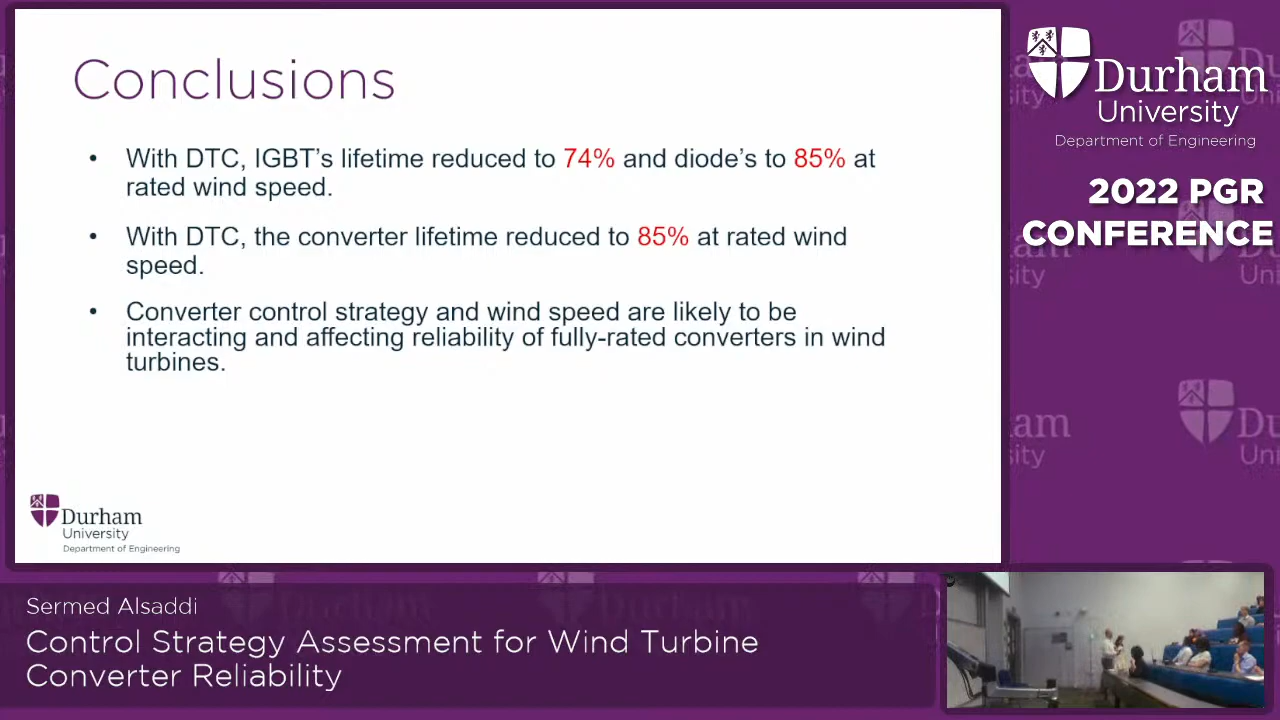 Conclusions
• With DTC, IGBT's lifetime reduced to 74% and diode's to 85% at
rated wind speed.
• With DTC, the converter lifetime reduced to 85% at rated wind
speed.
• Converter control strategy and wind speed are likely to be
interacting and affecting reliability of fully-rated converters in wind
turbines.
Durham
University
Department of Engineering
Durham
University
Department of Engineering
2022 PGR
CONFERENCE
Sermed Alsaddi
Control Strategy Assessment for Wind Turbine
Converter Reliability